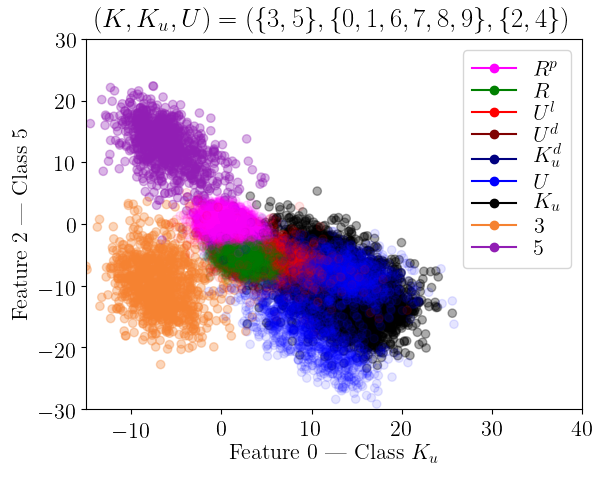 (K, K_u, U) = ({3, 5}, {0, 1, 6, 7, 8, 9}, {2, 4})
30
20
10
0
−10
−20
−30
Feature 2 — Class 5
−10 0 10 20 30 40
Feature 0 — Class K_u
R^p
R
U^l
U^d
K_u^d
U
K_u
3
5